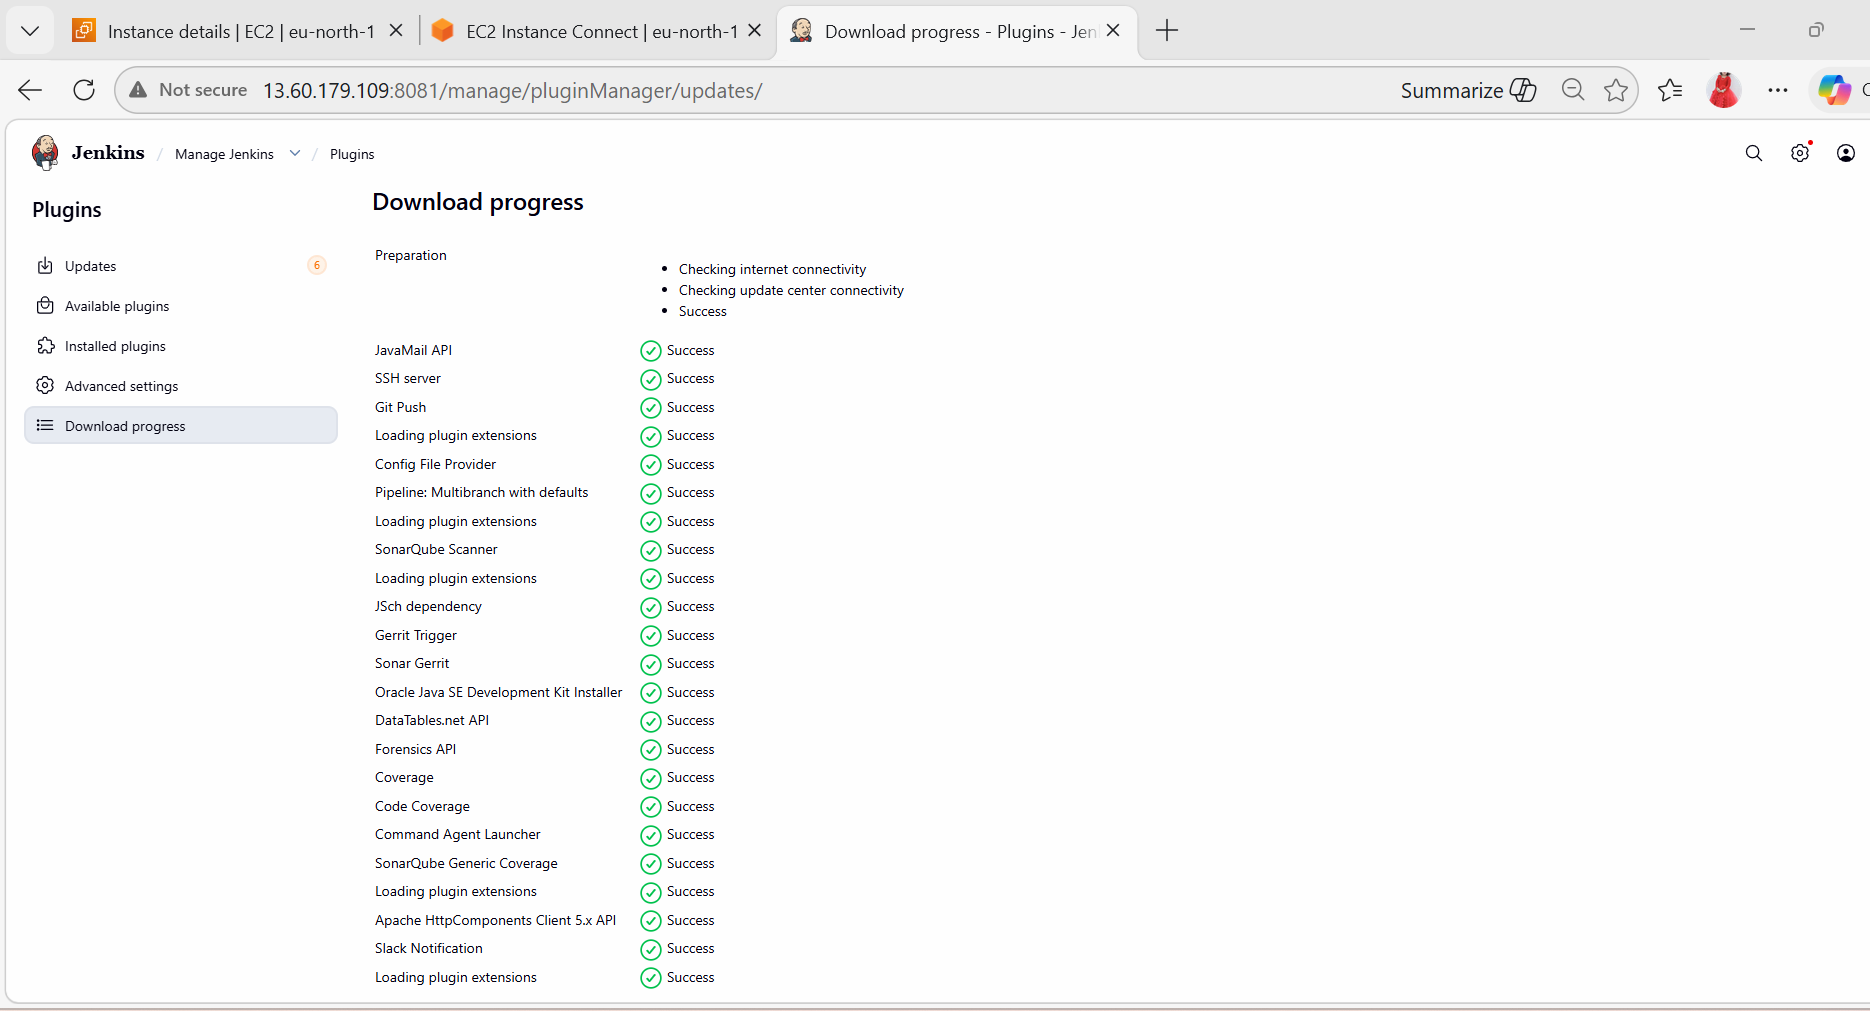 Instance details | EC2 | eu-north-1
EC2 Instance Connect | eu-north-1
Download progress - Plugins - Jen
Not secure 13.60.179.109:8081/manage/pluginManager/updates/
Summarize
Jenkins / Manage Jenkins / Plugins
Plugins
Updates 6
Available plugins
Installed plugins
Advanced settings
Download progress
Download progress
Preparation
Checking internet connectivity
Checking update center connectivity
Success
JavaMail API Success
SSH server Success
Git Push Success
Loading plugin extensions Success
Config File Provider Success
Pipeline: Multibranch with defaults Success
Loading plugin extensions Success
SonarQube Scanner Success
Loading plugin extensions Success
JSch dependency Success
Gerrit Trigger Success
Sonar Gerrit Success
Oracle Java SE Development Kit Installer Success
DataTables.net API Success
Forensics API Success
Coverage Success
Code Coverage Success
Command Agent Launcher Success
SonarQube Generic Coverage Success
Loading plugin extensions Success
Apache HttpComponents Client 5.x API Success
Slack Notification Success
Loading plugin extensions Success